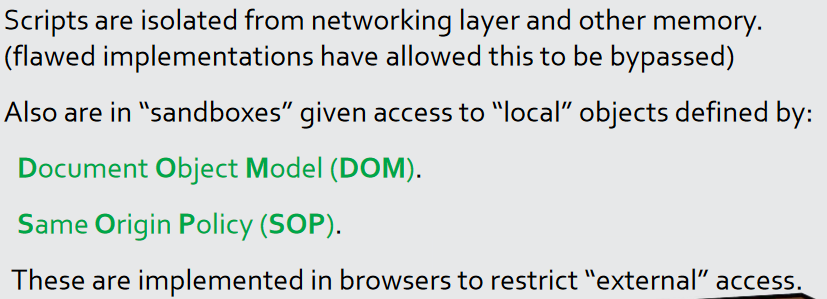 Scripts are isolated from networking layer and other memory.
(flawed implementations have allowed this to be bypassed)
Also are in “sandboxes” given access to “local” objects defined by:
Document Object Model (DOM).
Same Origin Policy (SOP).
These are implemented in browsers to restrict “external” access.